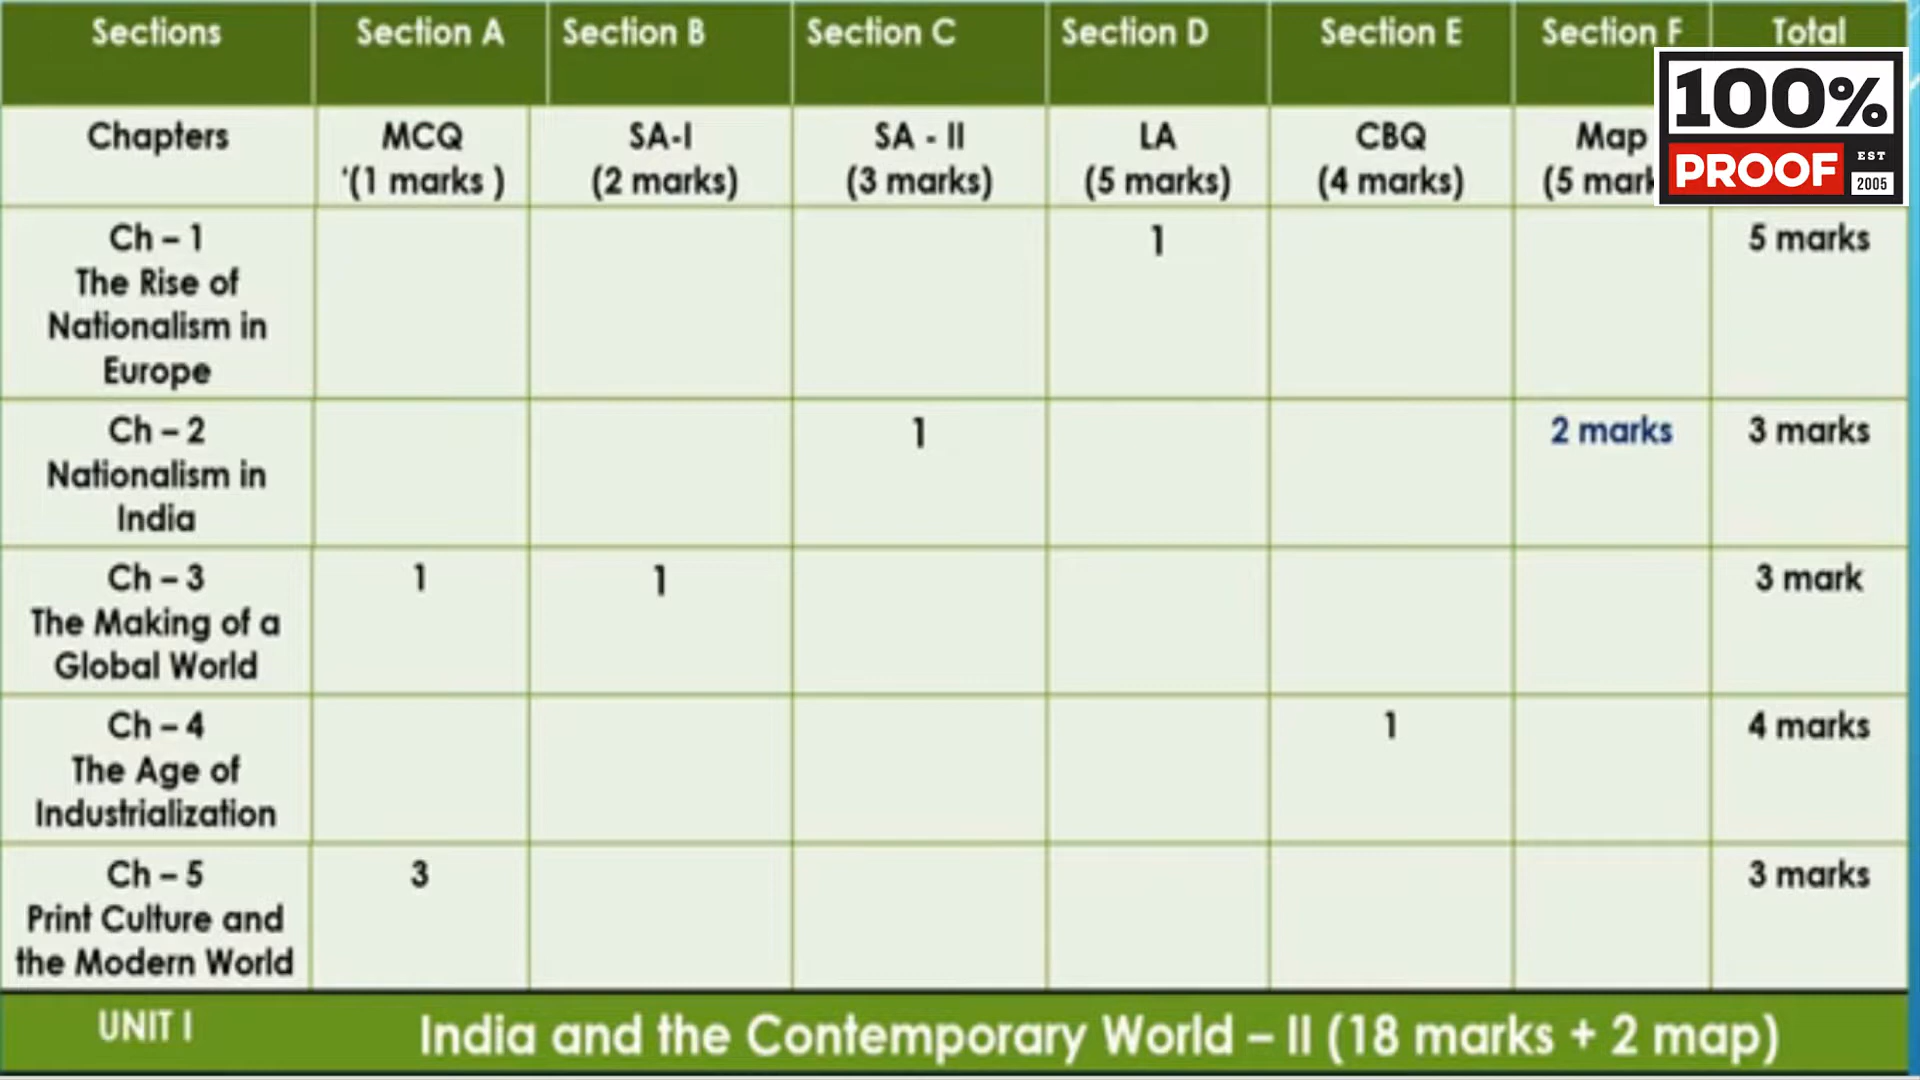 Sections Section A Section B Section C Section D Section E Section F Total
Chapters MCQ SA-I SA - II LA CBQ Map
'(1 marks ) (2 marks) (3 marks) (5 marks) (4 marks) (5 mark
100%
PROOF EST
2005
Ch – 1 1 5 marks
The Rise of
Nationalism in
Europe
Ch – 2 1 2 marks 3 marks
Nationalism in
India
Ch – 3 1 1 3 mark
The Making of a
Global World
Ch – 4 1 4 marks
The Age of
Industrialization
Ch – 5 3 3 marks
Print Culture and
the Modern World
UNIT I India and the Contemporary World – II (18 marks + 2 map)